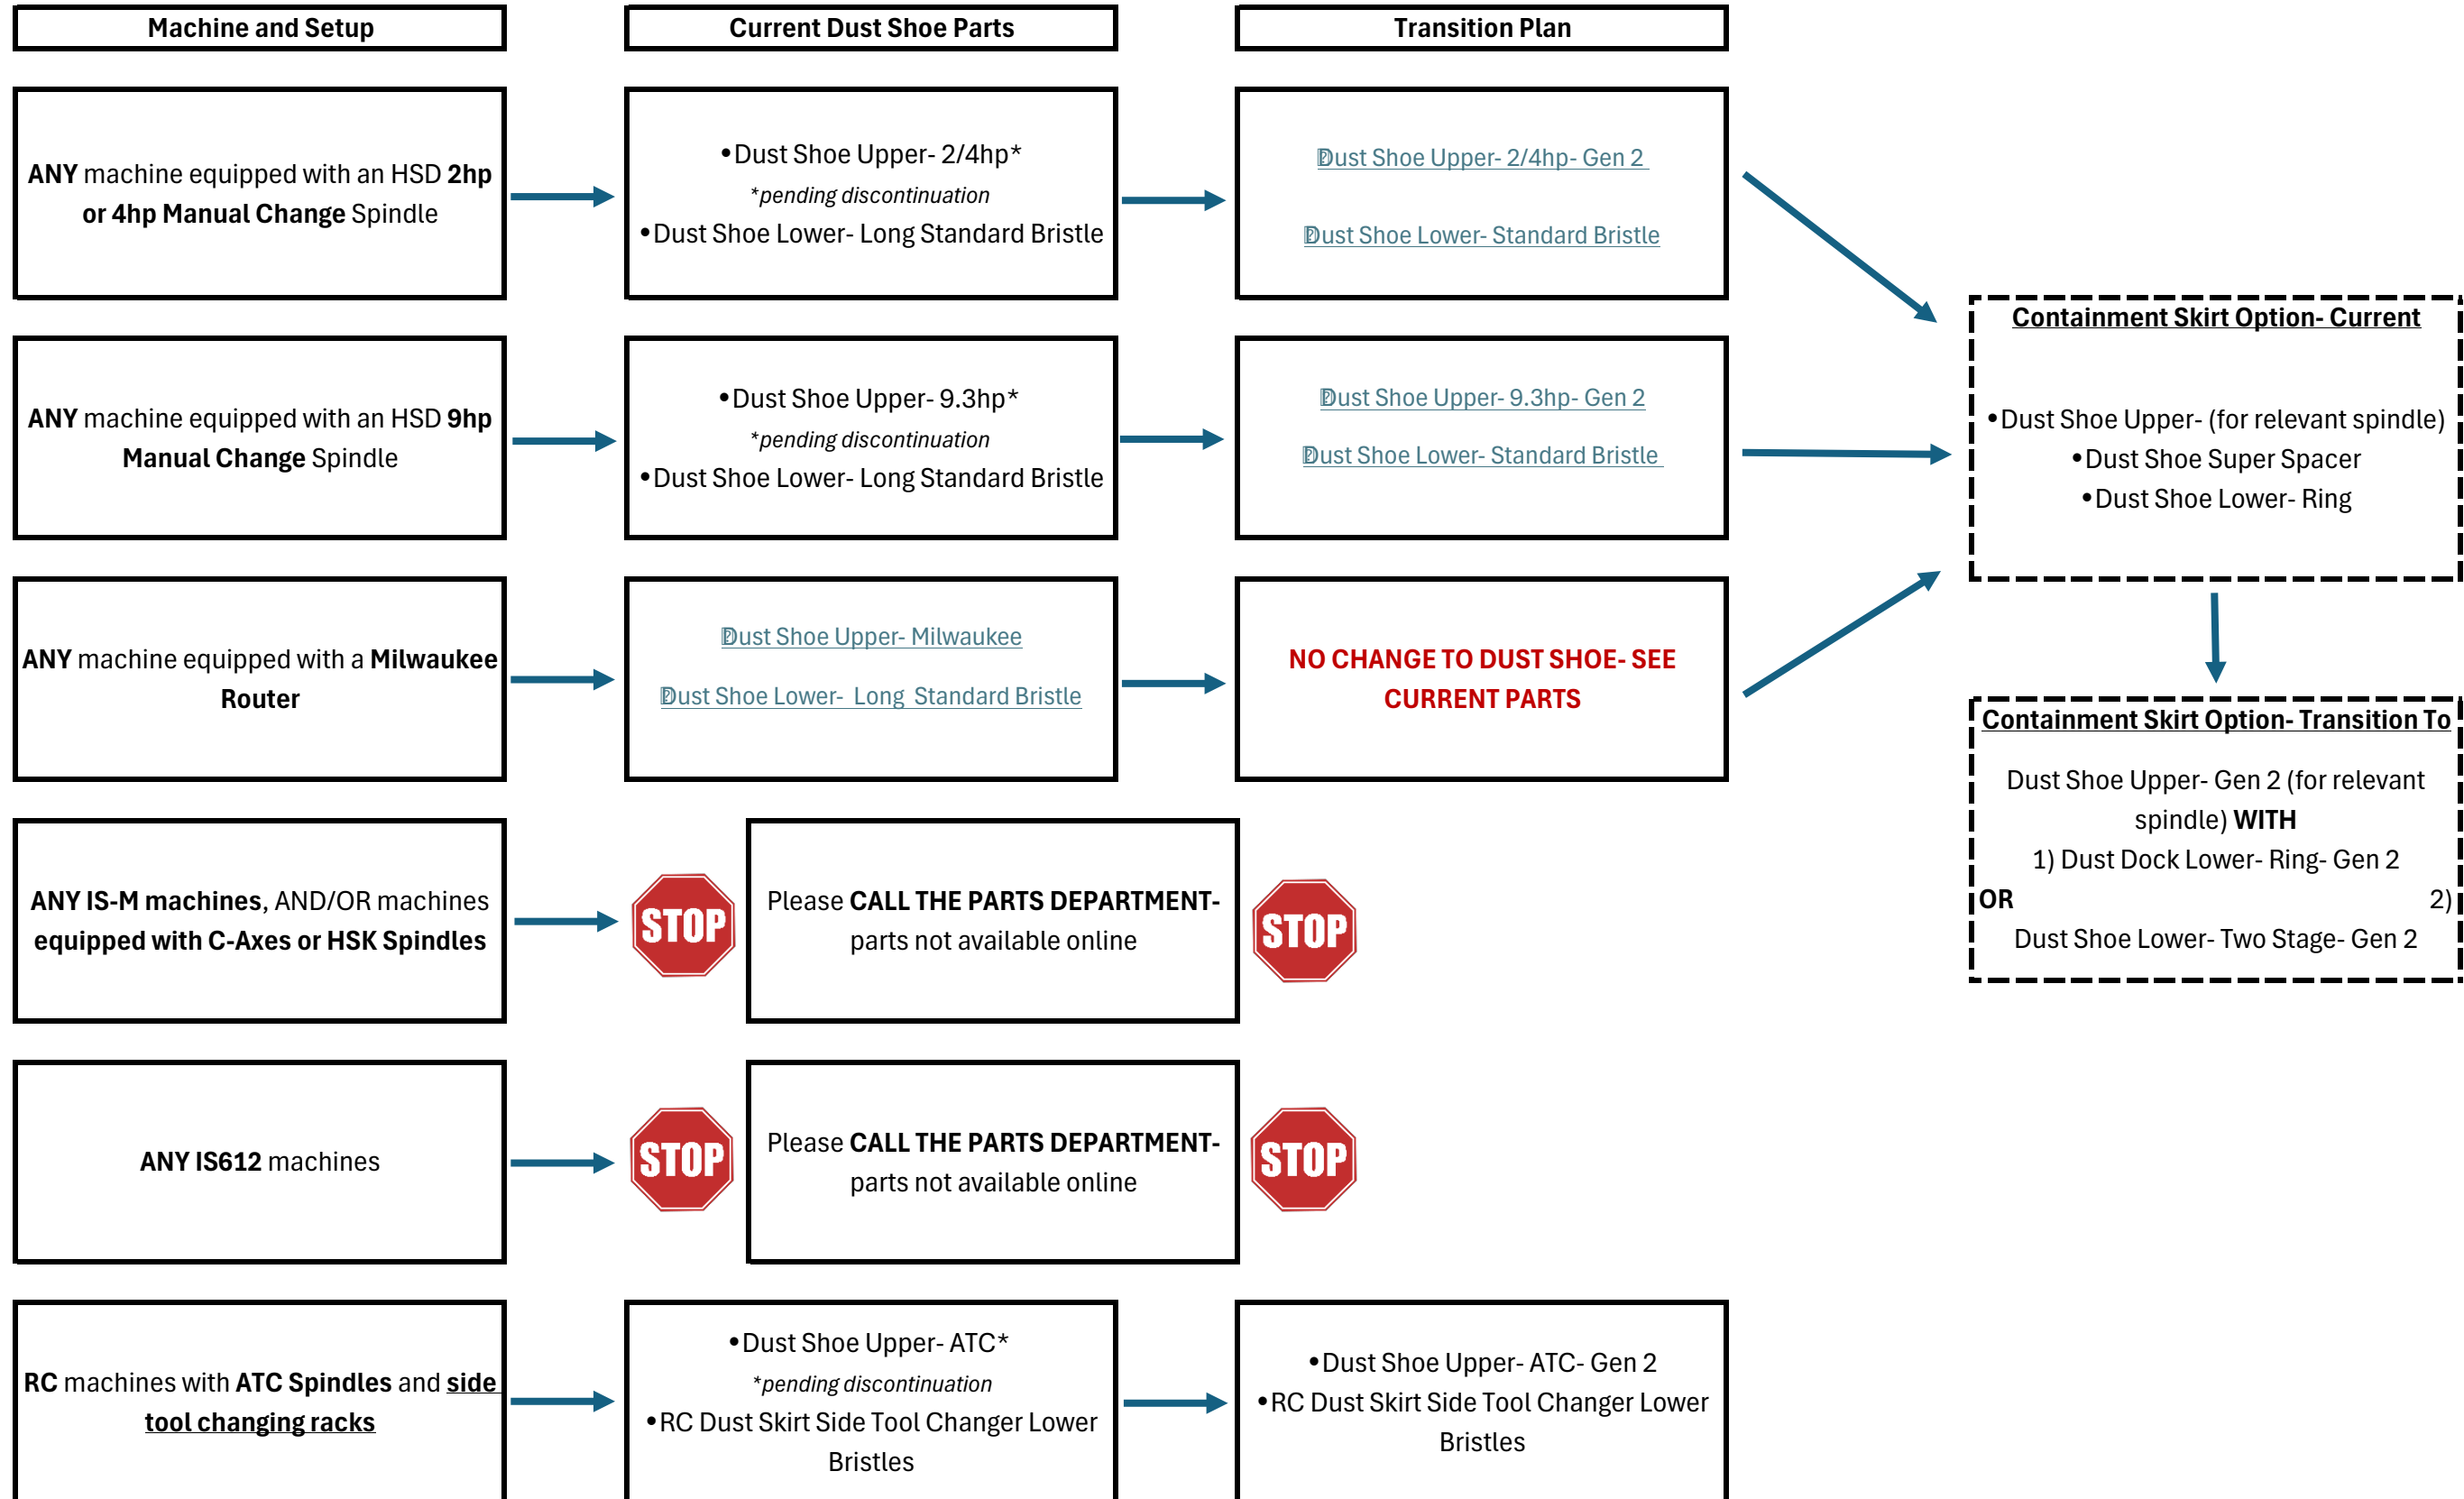 Machine and Setup
Current Dust Shoe Parts
Transition Plan
ANY machine equipped with an HSD 2hp
or 4hp Manual Change Spindle
•Dust Shoe Upper- 2/4hp*
*pending discontinuation
•Dust Shoe Lower- Long Standard Bristle
Dust Shoe Upper- 2/4hp- Gen 2
Dust Shoe Lower- Standard Bristle
ANY machine equipped with an HSD 9hp
Manual Change Spindle
•Dust Shoe Upper- 9.3hp*
*pending discontinuation
•Dust Shoe Lower- Long Standard Bristle
Dust Shoe Upper- 9.3hp- Gen 2
Dust Shoe Lower- Standard Bristle
Containment Skirt Option- Current
•Dust Shoe Upper- (for relevant spindle)
•Dust Shoe Super Spacer
•Dust Shoe Lower- Ring
ANY machine equipped with a Milwaukee
Router
Dust Shoe Upper- Milwaukee
Dust Shoe Lower- Long Standard Bristle
NO CHANGE TO DUST SHOE- SEE
CURRENT PARTS
Containment Skirt Option- Transition To
Dust Shoe Upper- Gen 2 (for relevant
spindle) WITH
1) Dust Dock Lower- Ring- Gen 2
OR 2)
Dust Shoe Lower- Two Stage- Gen 2
ANY IS-M machines, AND/OR machines
equipped with C-Axes or HSK Spindles
STOP
Please CALL THE PARTS DEPARTMENT-
parts not available online
STOP
ANY IS612 machines
STOP
Please CALL THE PARTS DEPARTMENT-
parts not available online
STOP
RC machines with ATC Spindles and side
tool changing racks
•Dust Shoe Upper- ATC*
*pending discontinuation
•RC Dust Skirt Side Tool Changer Lower
Bristles
•Dust Shoe Upper- ATC- Gen 2
•RC Dust Skirt Side Tool Changer Lower
Bristles